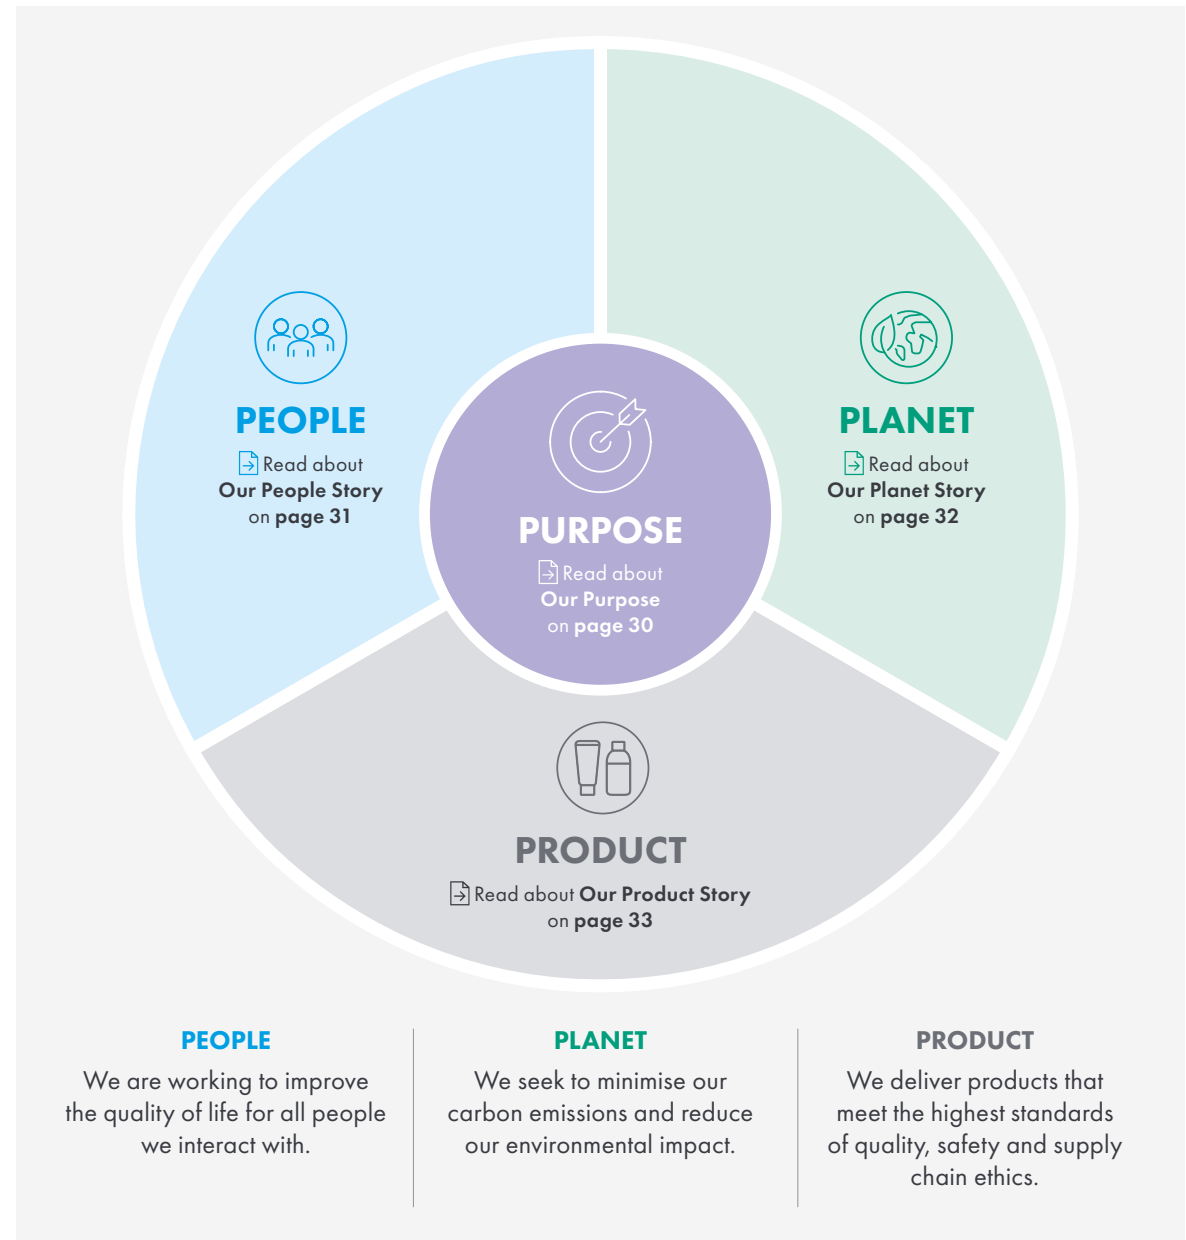 PEOPLE
Read about
Our People Story
on page 31
PLANET
Read about
Our Planet Story
on page 32
PURPOSE
Read about
Our Purpose
on page 30
PRODUCT
Read about Our Product Story
on page 33
PEOPLE
We are working to improve
the quality of life for all people
we interact with.
PLANET
We seek to minimise our
carbon emissions and reduce
our environmental impact.
PRODUCT
We deliver products that
meet the highest standards
of quality, safety and supply
chain ethics.